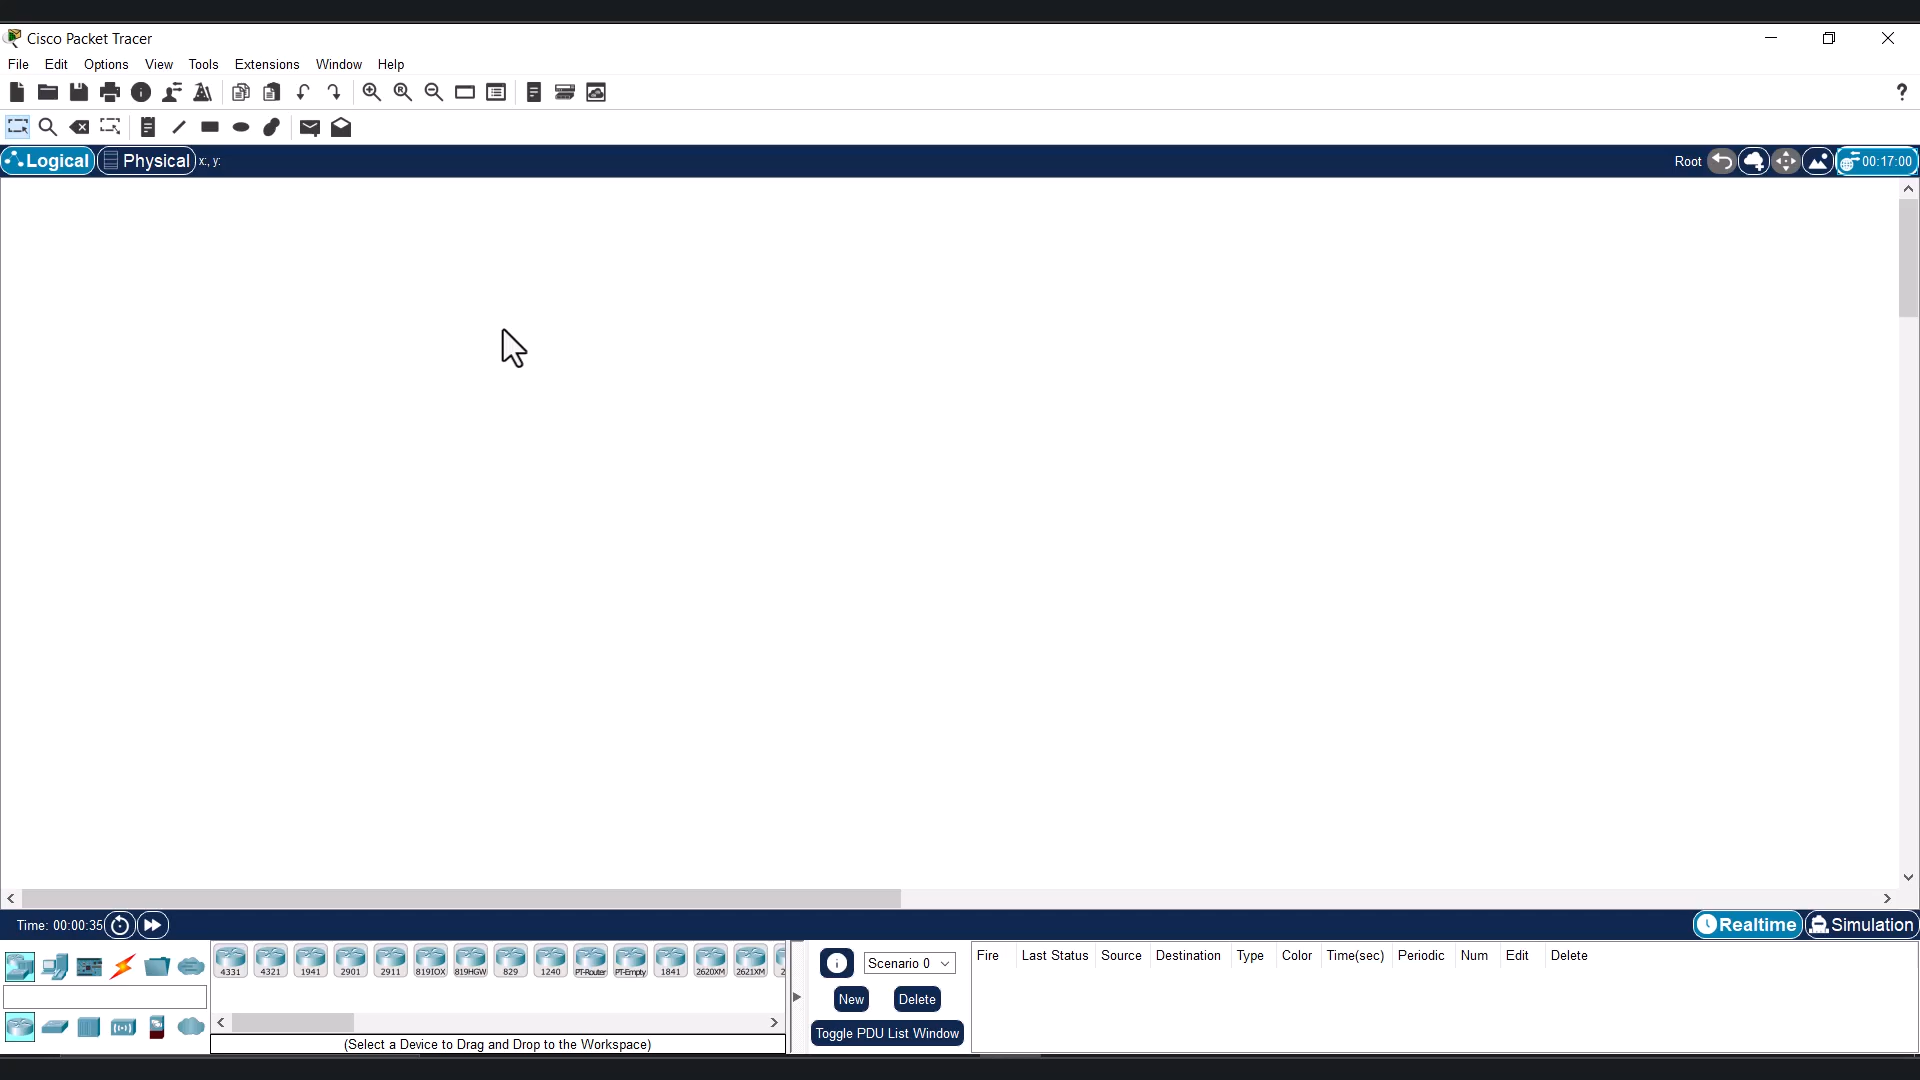 Cisco Packet Tracer
File Edit Options View Tools Extensions Window Help
?
Logical Physical x:, y: Root 00:17:00
Time: 00:00:35 Realtime Simulation
4331 4321 1941 2901 2911 819IOX 819HGW 829 1240 PT-Router PT-Empty 1841 2620XM 2621XM 2
Scenario 0
Fire Last Status Source Destination Type Color Time(sec) Periodic Num Edit Delete
New Delete
Toggle PDU List Window
(Select a Device to Drag and Drop to the Workspace)